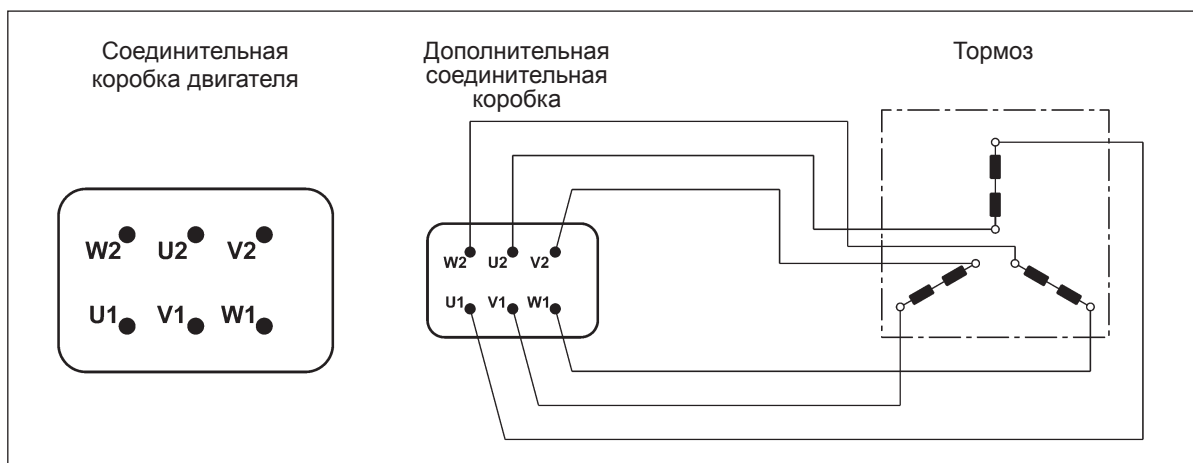 Соединительная
коробка двигателя
Дополнительная
соединительная
коробка
Тормоз
W2 U2 V2
U1 V1 W1
W2 U2 V2
U1 V1 W1